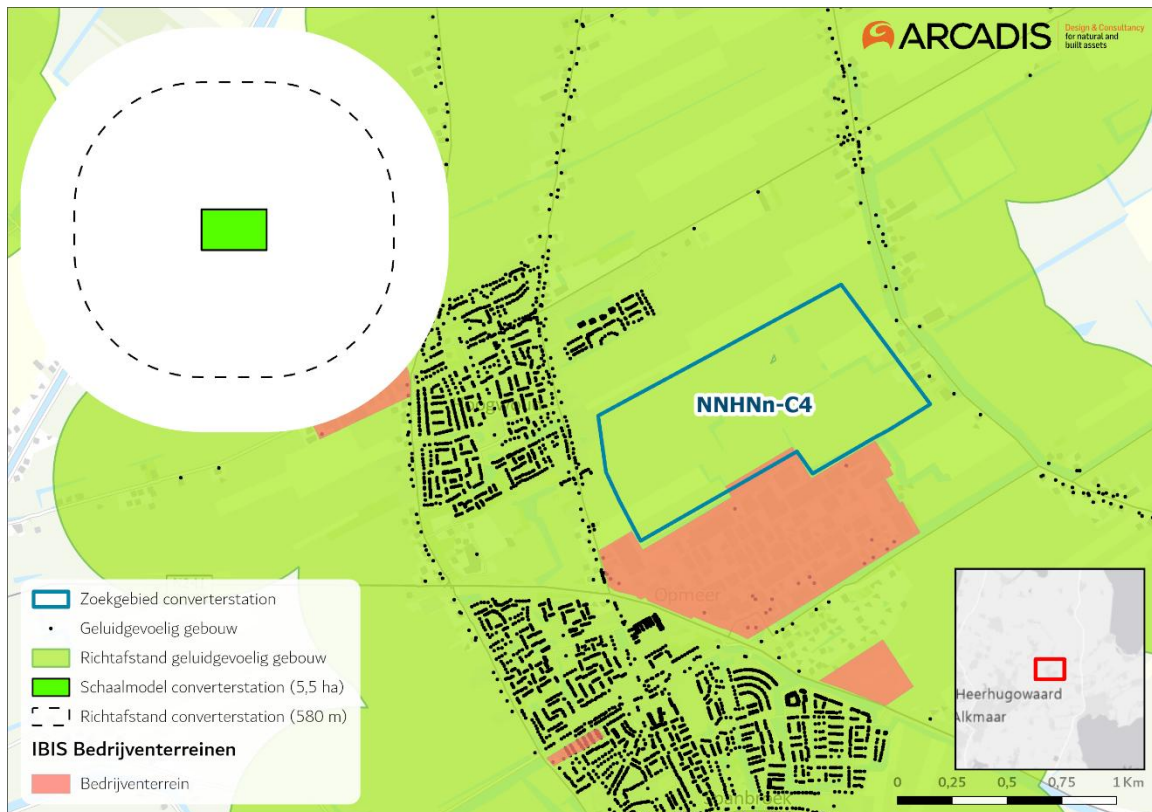 ARCADIS
Design & Consultancy
for natural and
built assets
NNHNn-C4
Opmeer
Zoekgebied converterstation
Geluidgevoelig gebouw
Richtafstand geluidgevoelig gebouw
Schaalmodel converterstation (5,5 ha)
Richtafstand converterstation (580 m)
IBIS Bedrijventerreinen
Bedrijventerrein
Heerhugowaard
Alkmaar
0 0,25 0,5 0,75 1 Km